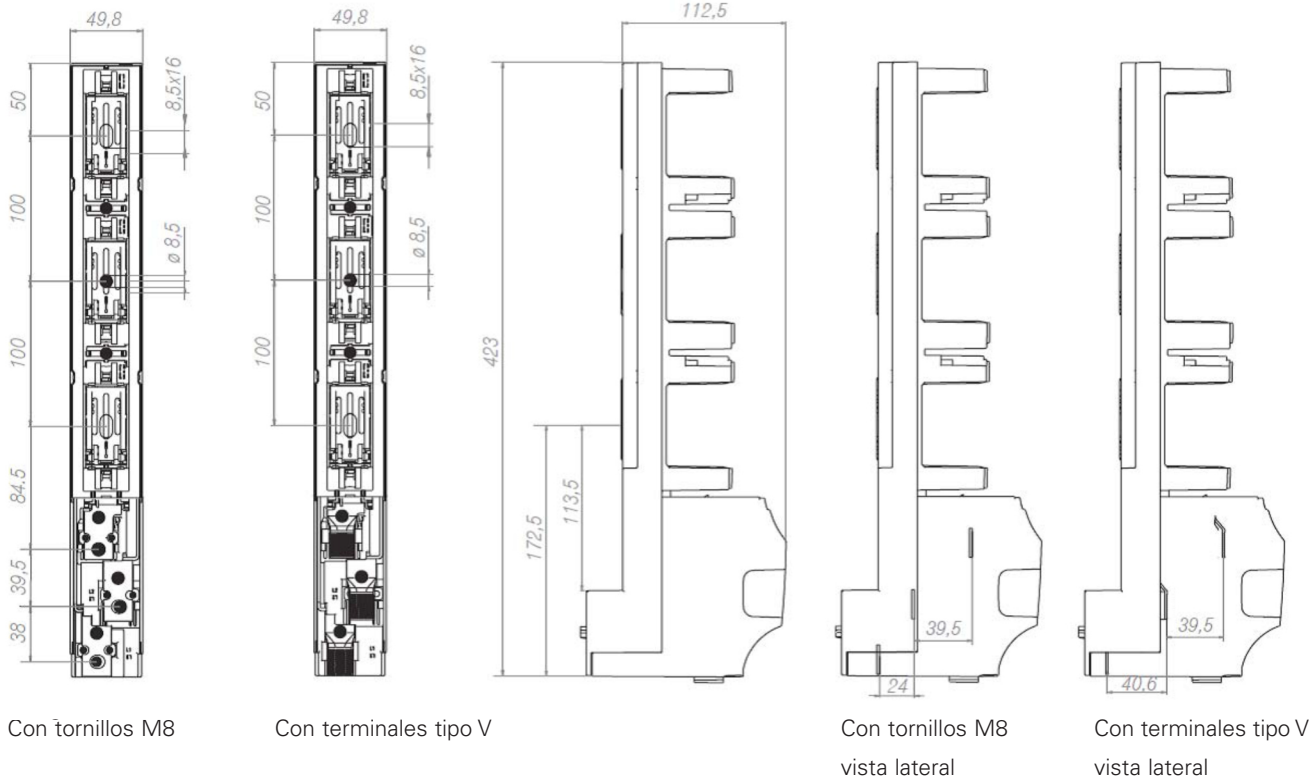 49,8
50
100
100
84.5
39,5
38
8,5x16
ø 8,5
49,8
50
100
100
8,5x16
ø 8,5
112,5
423
172,5
113,5
39,5
24
39,5
40,6
Con tornillos M8
Con terminales tipo V
Con tornillos M8
vista lateral
Con terminales tipo V
vista lateral